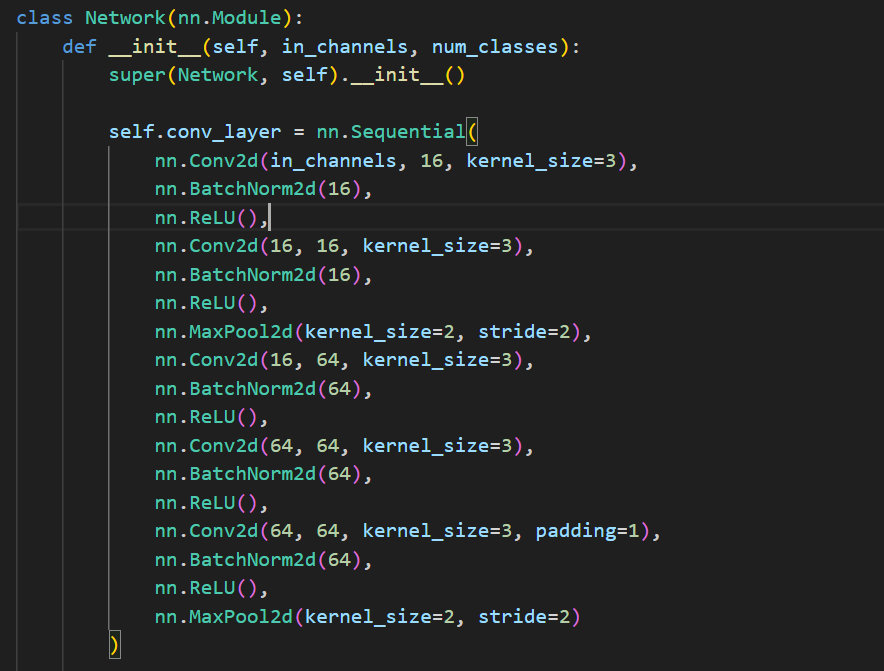 class Network(nn.Module):
    def __init__(self, in_channels, num_classes):
        super(Network, self).__init__()

        self.conv_layer = nn.Sequential(
            nn.Conv2d(in_channels, 16, kernel_size=3),
            nn.BatchNorm2d(16),
            nn.ReLU(),
            nn.Conv2d(16, 16, kernel_size=3),
            nn.BatchNorm2d(16),
            nn.ReLU(),
            nn.MaxPool2d(kernel_size=2, stride=2),
            nn.Conv2d(16, 64, kernel_size=3),
            nn.BatchNorm2d(64),
            nn.ReLU(),
            nn.Conv2d(64, 64, kernel_size=3),
            nn.BatchNorm2d(64),
            nn.ReLU(),
            nn.Conv2d(64, 64, kernel_size=3, padding=1),
            nn.BatchNorm2d(64),
            nn.ReLU(),
            nn.MaxPool2d(kernel_size=2, stride=2)
        )